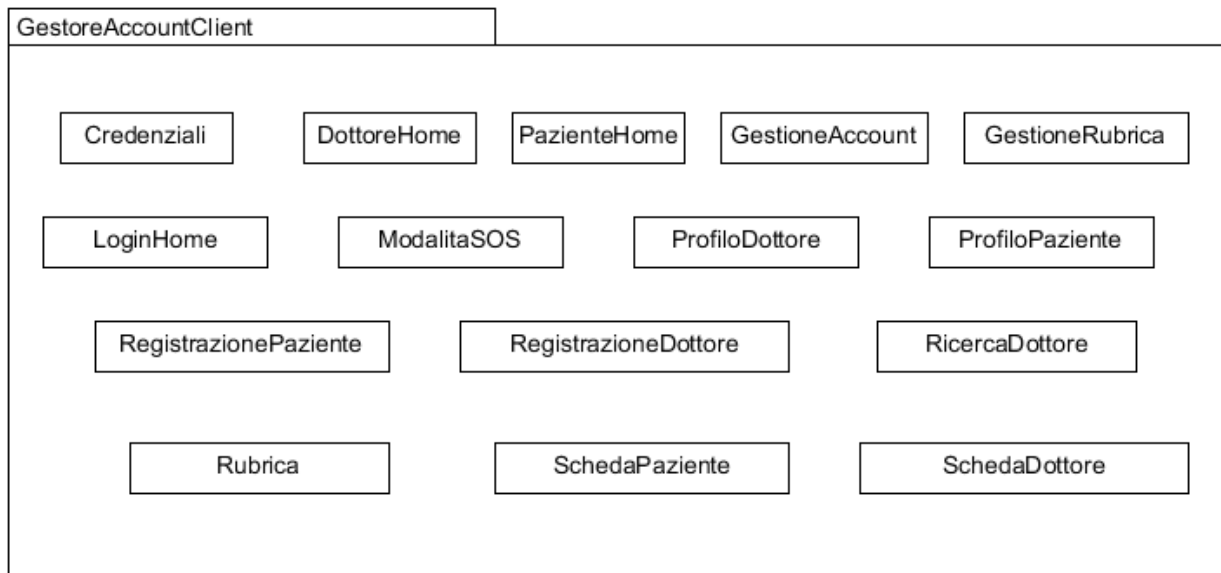 GestoreAccountClient
Credenziali
DottoreHome
PazienteHome
GestioneAccount
GestioneRubrica
LoginHome
ModalitaSOS
ProfiloDottore
ProfiloPaziente
RegistrazionePaziente
RegistrazioneDottore
RicercaDottore
Rubrica
SchedaPaziente
SchedaDottore